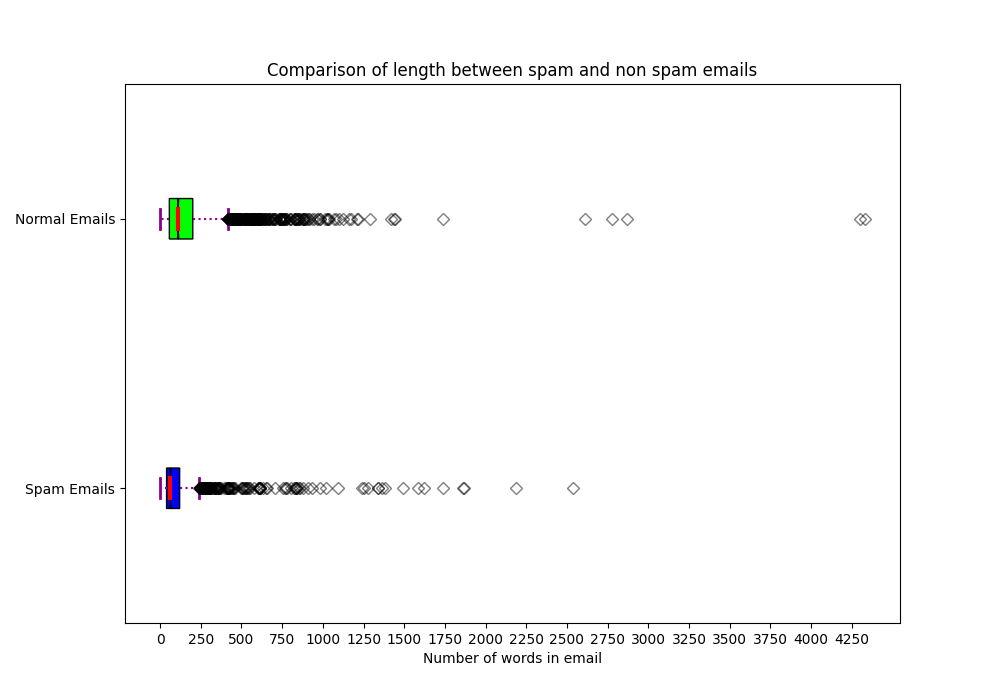 Comparison of length between spam and non spam emails
Normal Emails
Spam Emails
0 250 500 750 1000 1250 1500 1750 2000 2250 2500 2750 3000 3250 3500 3750 4000 4250
Number of words in email